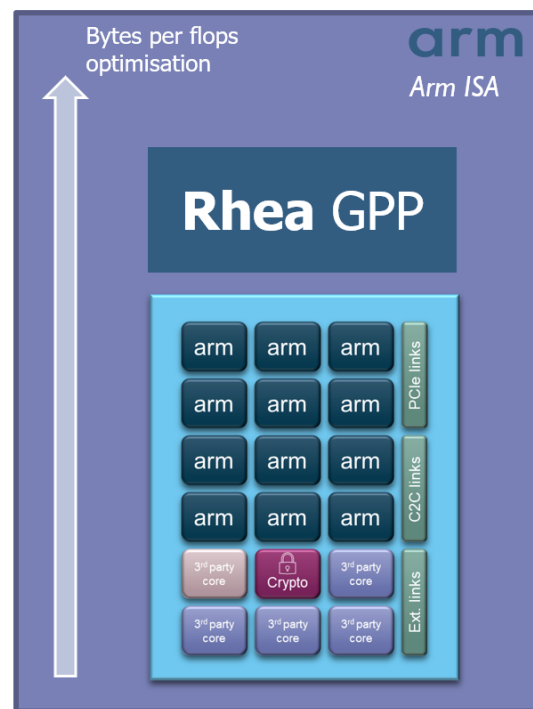 Bytes per flops
optimisation
arm
Arm ISA
Rhea GPP
arm arm arm
arm arm arm
PCIe links
arm arm arm
arm arm arm
C2C links
3rd party
core
Crypto
3rd party
core
3rd party
core
3rd party
core
3rd party
core
Ext. links